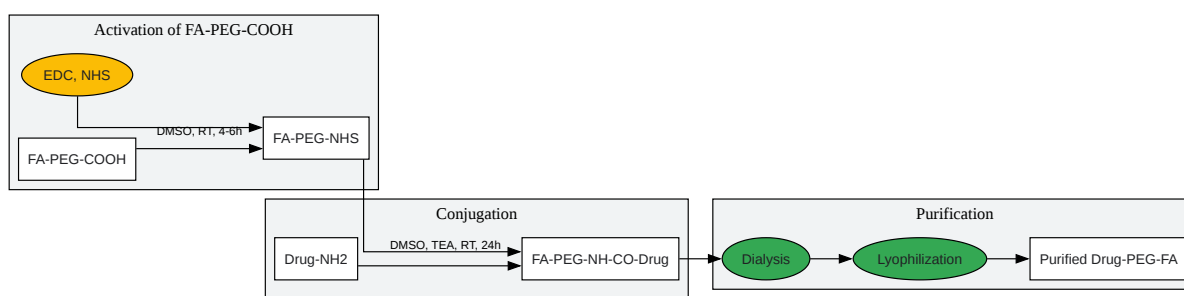 Activation of FA-PEG-COOH
EDC, NHS
DMSO, RT, 4-6h
FA-PEG-NHS
FA-PEG-COOH
Conjugation
DMSO, TEA, RT, 24h
Drug-NH2
FA-PEG-NH-CO-Drug
Purification
Dialysis
Lyophilization
Purified Drug-PEG-FA